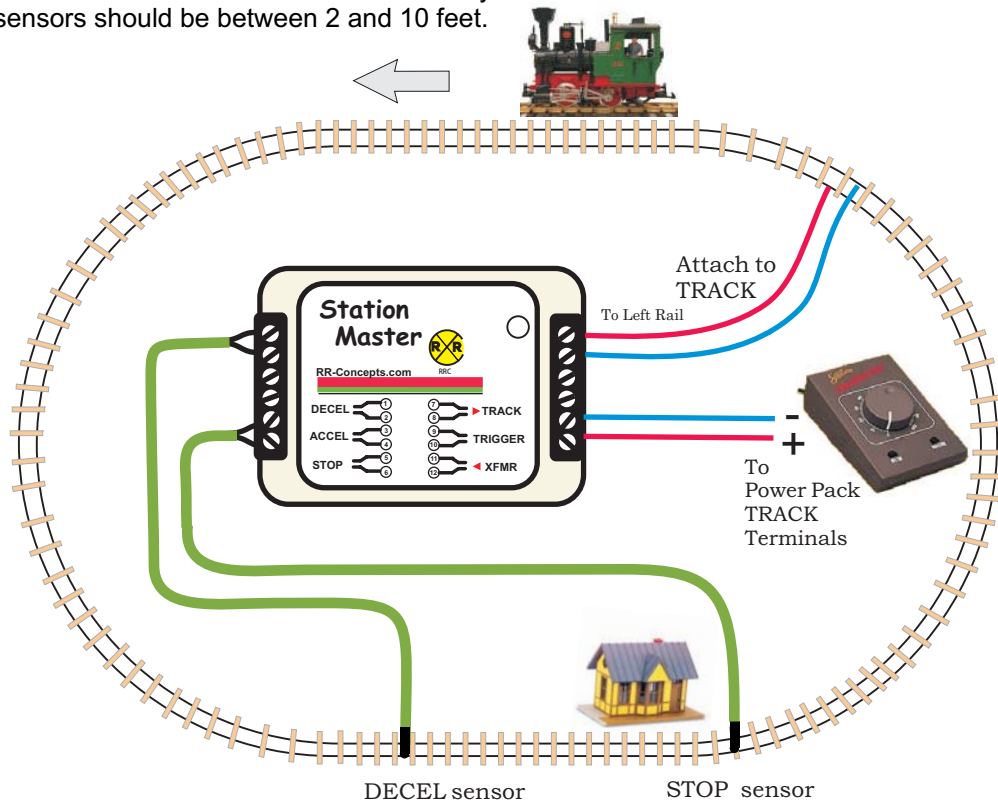 sensors should be between 2 and 10 feet.
Attach to
TRACK
To Left Rail
Station
Master
R R
RRC
RR-Concepts.com
DECEL 1 7 TRACK
2 8
ACCEL 3 9 TRIGGER
4 10
STOP 5 11 XFMR
6 12
-
+
To
Power Pack
TRACK
Terminals
DECEL sensor
STOP sensor